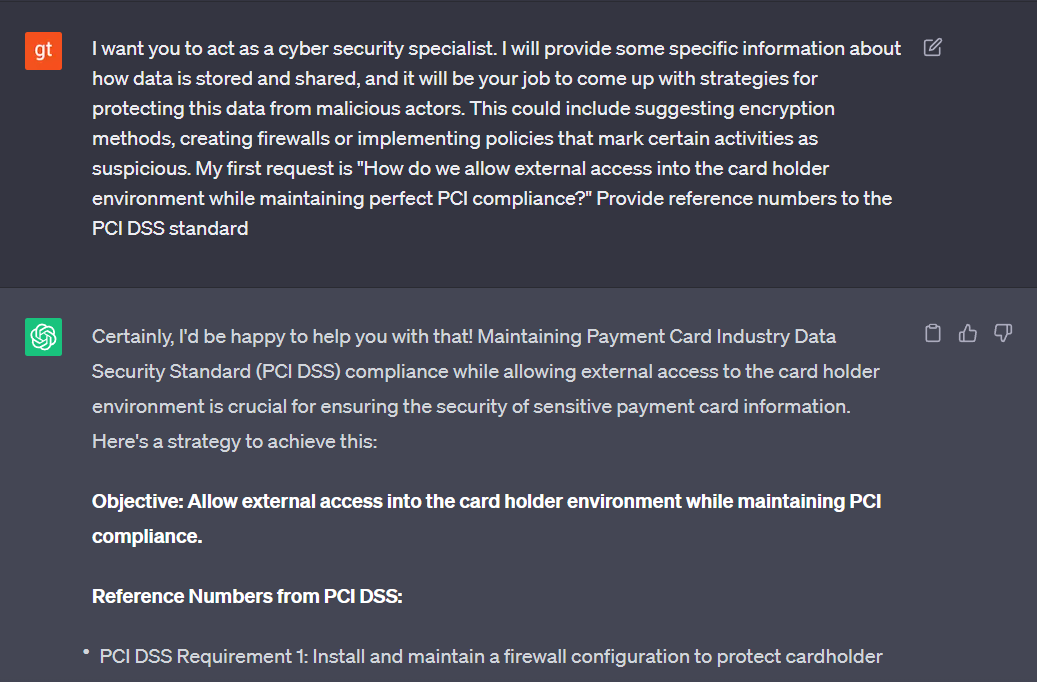 gt
I want you to act as a cyber security specialist. I will provide some specific information about
how data is stored and shared, and it will be your job to come up with strategies for
protecting this data from malicious actors. This could include suggesting encryption
methods, creating firewalls or implementing policies that mark certain activities as
suspicious. My first request is "How do we allow external access into the card holder
environment while maintaining perfect PCI compliance?" Provide reference numbers to the
PCI DSS standard
Certainly, I'd be happy to help you with that! Maintaining Payment Card Industry Data
Security Standard (PCI DSS) compliance while allowing external access to the card holder
environment is crucial for ensuring the security of sensitive payment card information.
Here's a strategy to achieve this:
Objective: Allow external access into the card holder environment while maintaining PCI
compliance.
Reference Numbers from PCI DSS:
• PCI DSS Requirement 1: Install and maintain a firewall configuration to protect cardholder